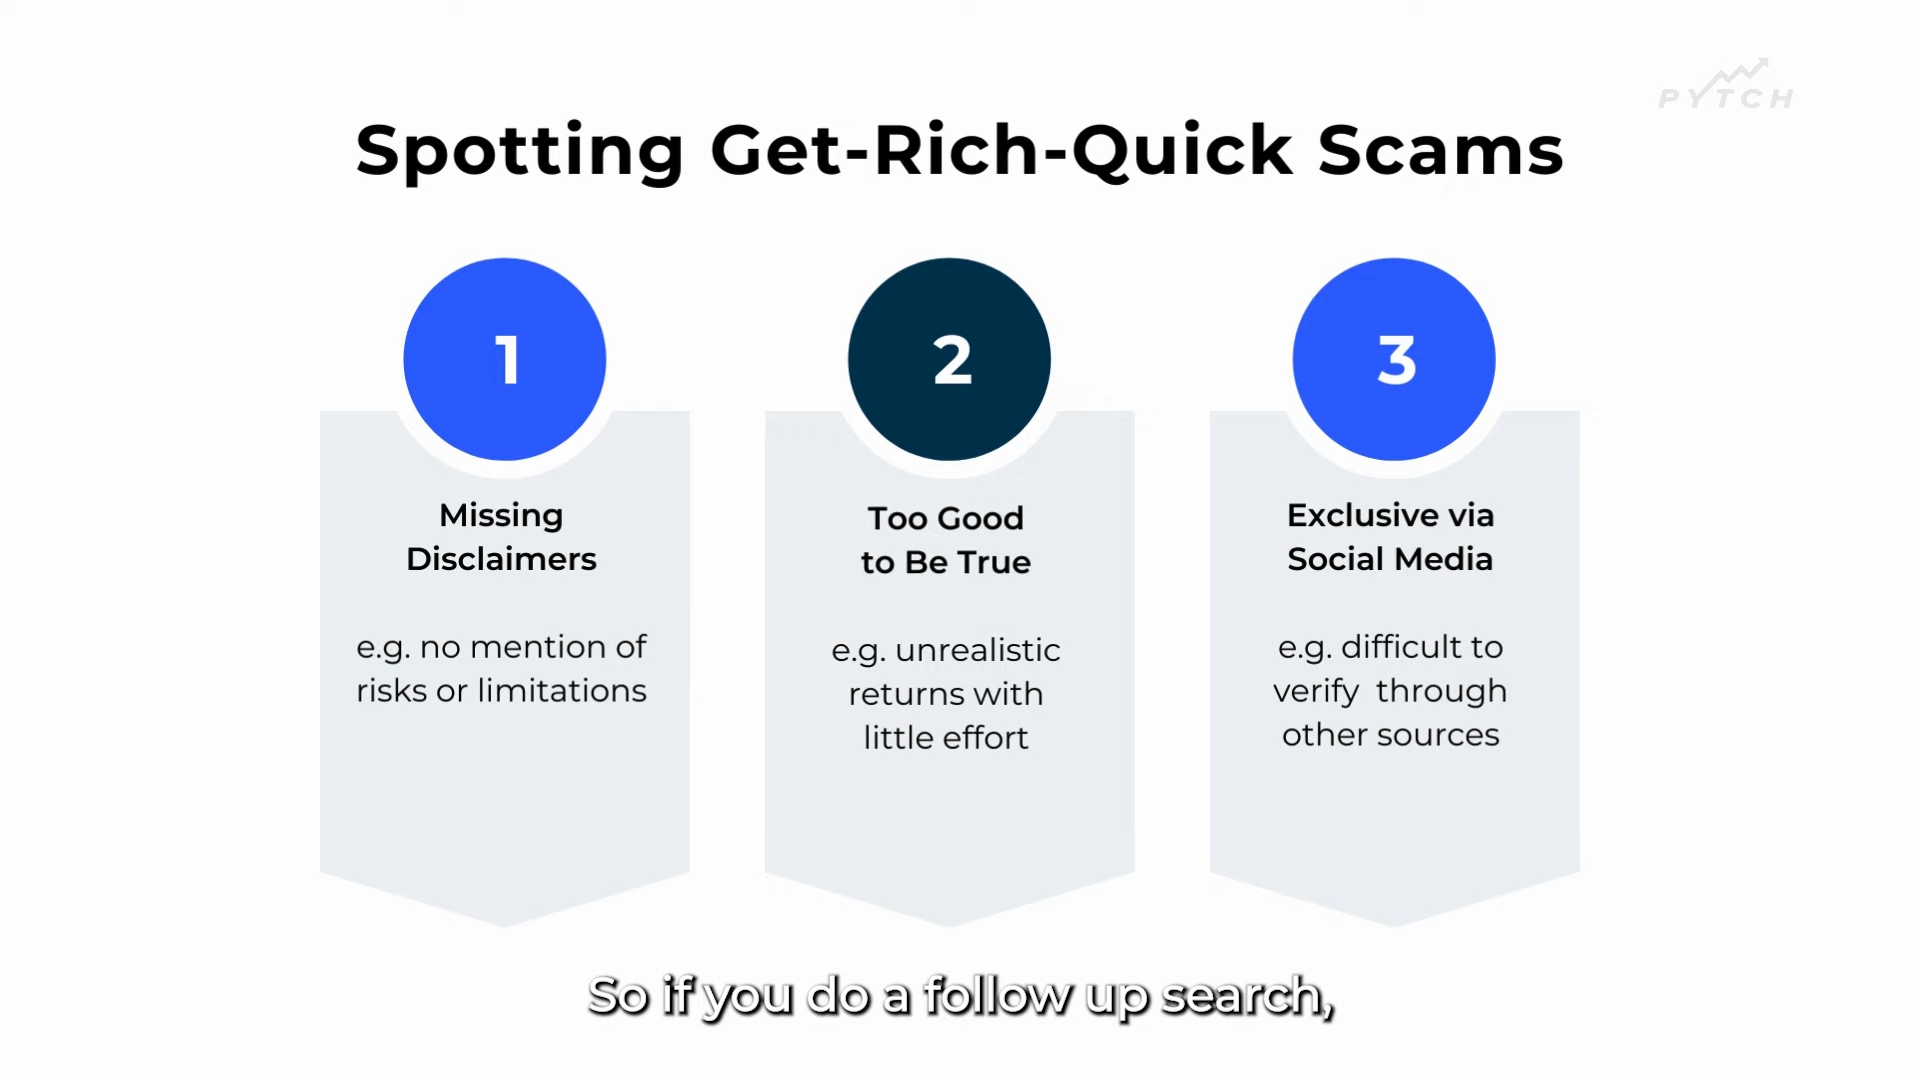 PYTCH
Spotting Get-Rich-Quick Scams
1
Missing
Disclaimers
e.g. no mention of
risks or limitations
2
Too Good
to Be True
e.g. unrealistic
returns with
little effort
3
Exclusive via
Social Media
e.g. difficult to
verify through
other sources
So if you do a follow up search,